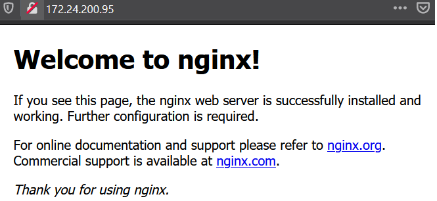 172.24.200.95
Welcome to nginx!
If you see this page, the nginx web server is successfully installed and
working. Further configuration is required.
For online documentation and support please refer to nginx.org.
Commercial support is available at nginx.com.
Thank you for using nginx.